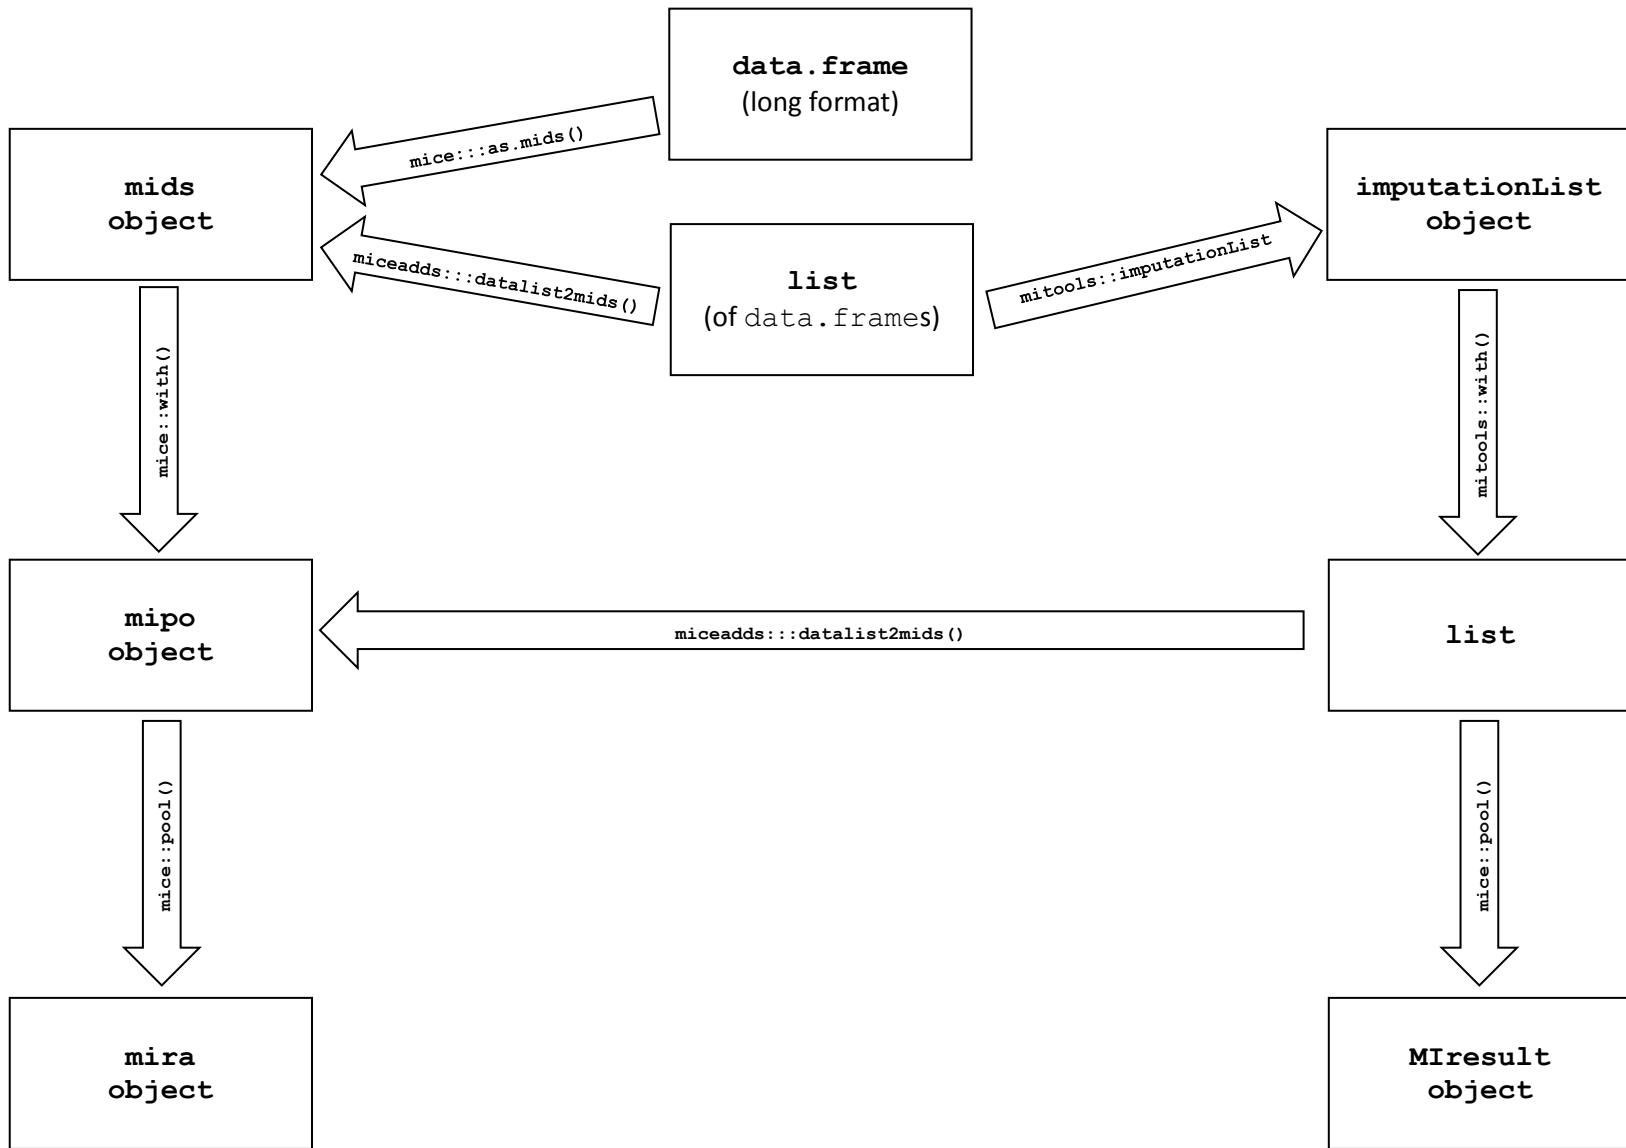 data.frame
(long format)
mice:::as.mids()
mids
object
imputationList
object
miceadds:::datalist2mids()
list
(of data.frames)
mitools::imputationList
mice::with()
mitools::with()
mipo
object
miceadds:::datalist2mids()
list
mice::pool()
mice::pool()
mira
object
MIresult
object